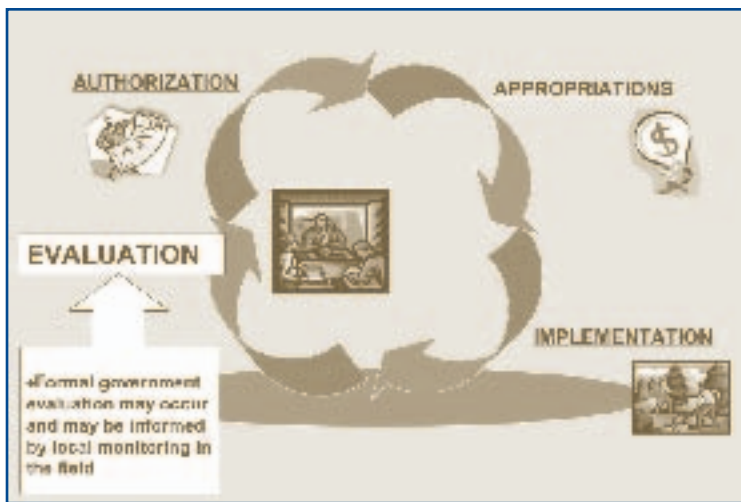 AUTHORIZATION
APPROPRIATIONS
$
EVALUATION
IMPLEMENTATION
+Formal government
evaluation may occur
and may be informed
by local monitoring in
the field